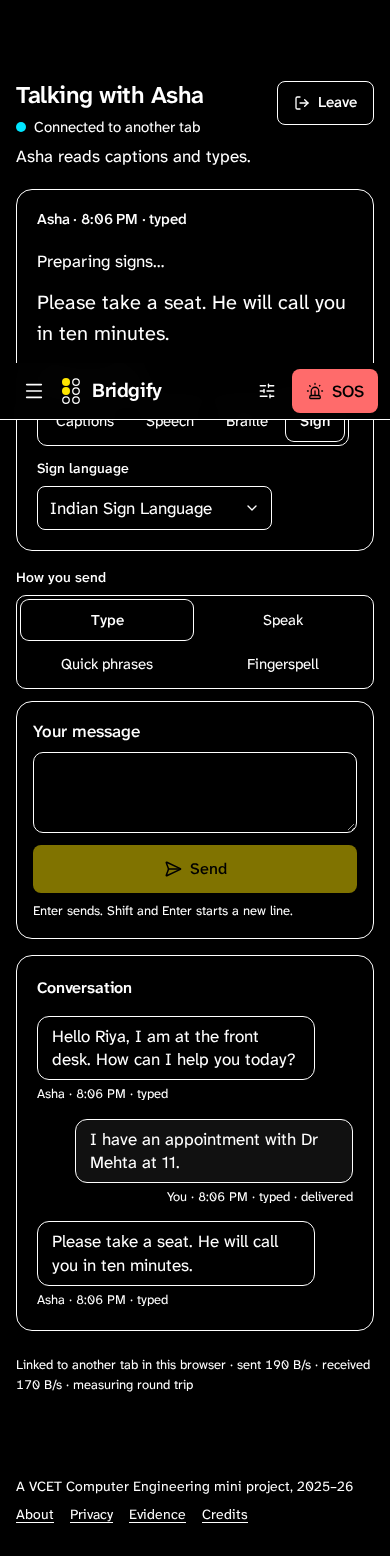 Talking with Asha
Leave
Connected to another tab
Asha reads captions and types.
Asha · 8:06 PM · typed
Preparing signs…
Please take a seat. He will call you
in ten minutes.
Bridgify
SOS
Captions Speech Braille Sign
Sign language
Indian Sign Language
How you send
Type Speak
Quick phrases Fingerspell
Your message
Send
Enter sends. Shift and Enter starts a new line.
Conversation
Hello Riya, I am at the front
desk. How can I help you today?
Asha · 8:06 PM · typed
I have an appointment with Dr
Mehta at 11.
You · 8:06 PM · typed · delivered
Please take a seat. He will call
you in ten minutes.
Asha · 8:06 PM · typed
Linked to another tab in this browser · sent 190 B/s · received
170 B/s · measuring round trip
A VCET Computer Engineering mini project, 2025–26
About Privacy Evidence Credits